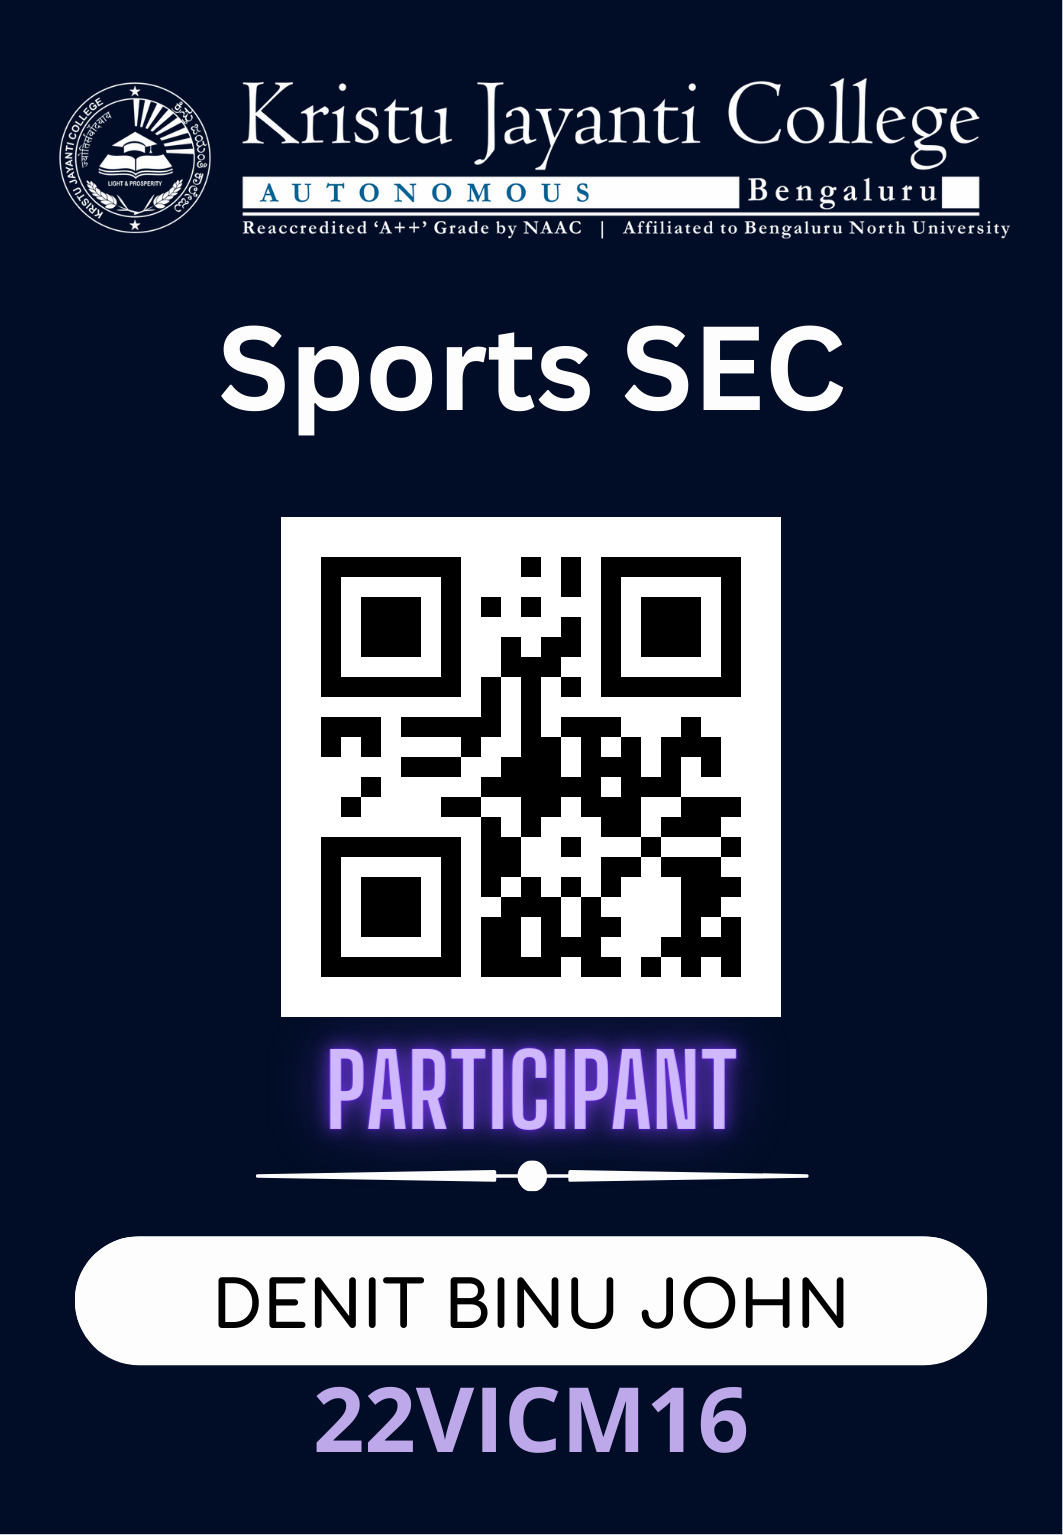 KRISTU JAYANTI COLLEGE
LIGHT & PROSPERITY
Kristu Jayanti College
AUTONOMOUS Bengaluru
Reaccredited ‘A++’ Grade by NAAC | Affiliated to Bengaluru North University
Sports SEC
PARTICIPANT
DENIT BINU JOHN
22VICM16